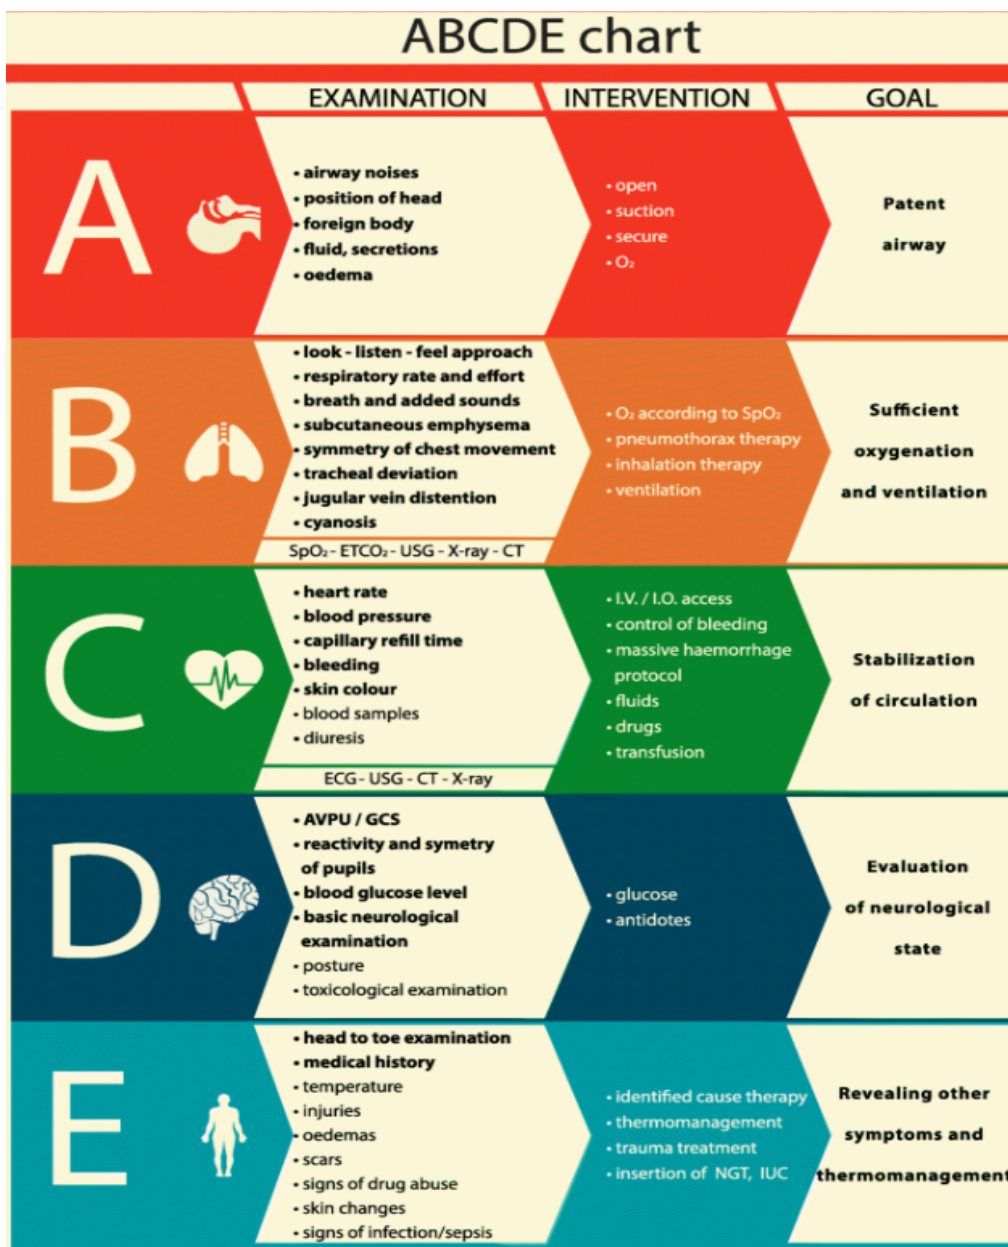 ABCDE chart
EXAMINATION
INTERVENTION
GOAL
A
• airway noises
• position of head
• foreign body
• fluid, secretions
• oedema
• open
• suction
• secure
• O₂
Patent
airway
B
• look - listen - feel approach
• respiratory rate and effort
• breath and added sounds
• subcutaneous emphysema
• symmetry of chest movement
• tracheal deviation
• jugular vein distention
• cyanosis
SpO₂ - ETCO₂ - USG - X-ray - CT
• O₂ according to SpO₂
• pneumothorax therapy
• inhalation therapy
• ventilation
Sufficient
oxygenation
and ventilation
C
• heart rate
• blood pressure
• capillary refill time
• bleeding
• skin colour
• blood samples
• diuresis
ECG - USG - CT - X-ray
• I.V. / I.O. access
• control of bleeding
• massive haemorrhage
protocol
• fluids
• drugs
• transfusion
Stabilization
of circulation
D
• AVPU / GCS
• reactivity and symetry
of pupils
• blood glucose level
• basic neurological
examination
• posture
• toxicological examination
• glucose
• antidotes
Evaluation
of neurological
state
E
• head to toe examination
• medical history
• temperature
• injuries
• oedemas
• scars
• signs of drug abuse
• skin changes
• signs of infection/sepsis
• identified cause therapy
• thermomanagement
• trauma treatment
• insertion of NGT, IUC
Revealing other
symptoms and
thermomanagement